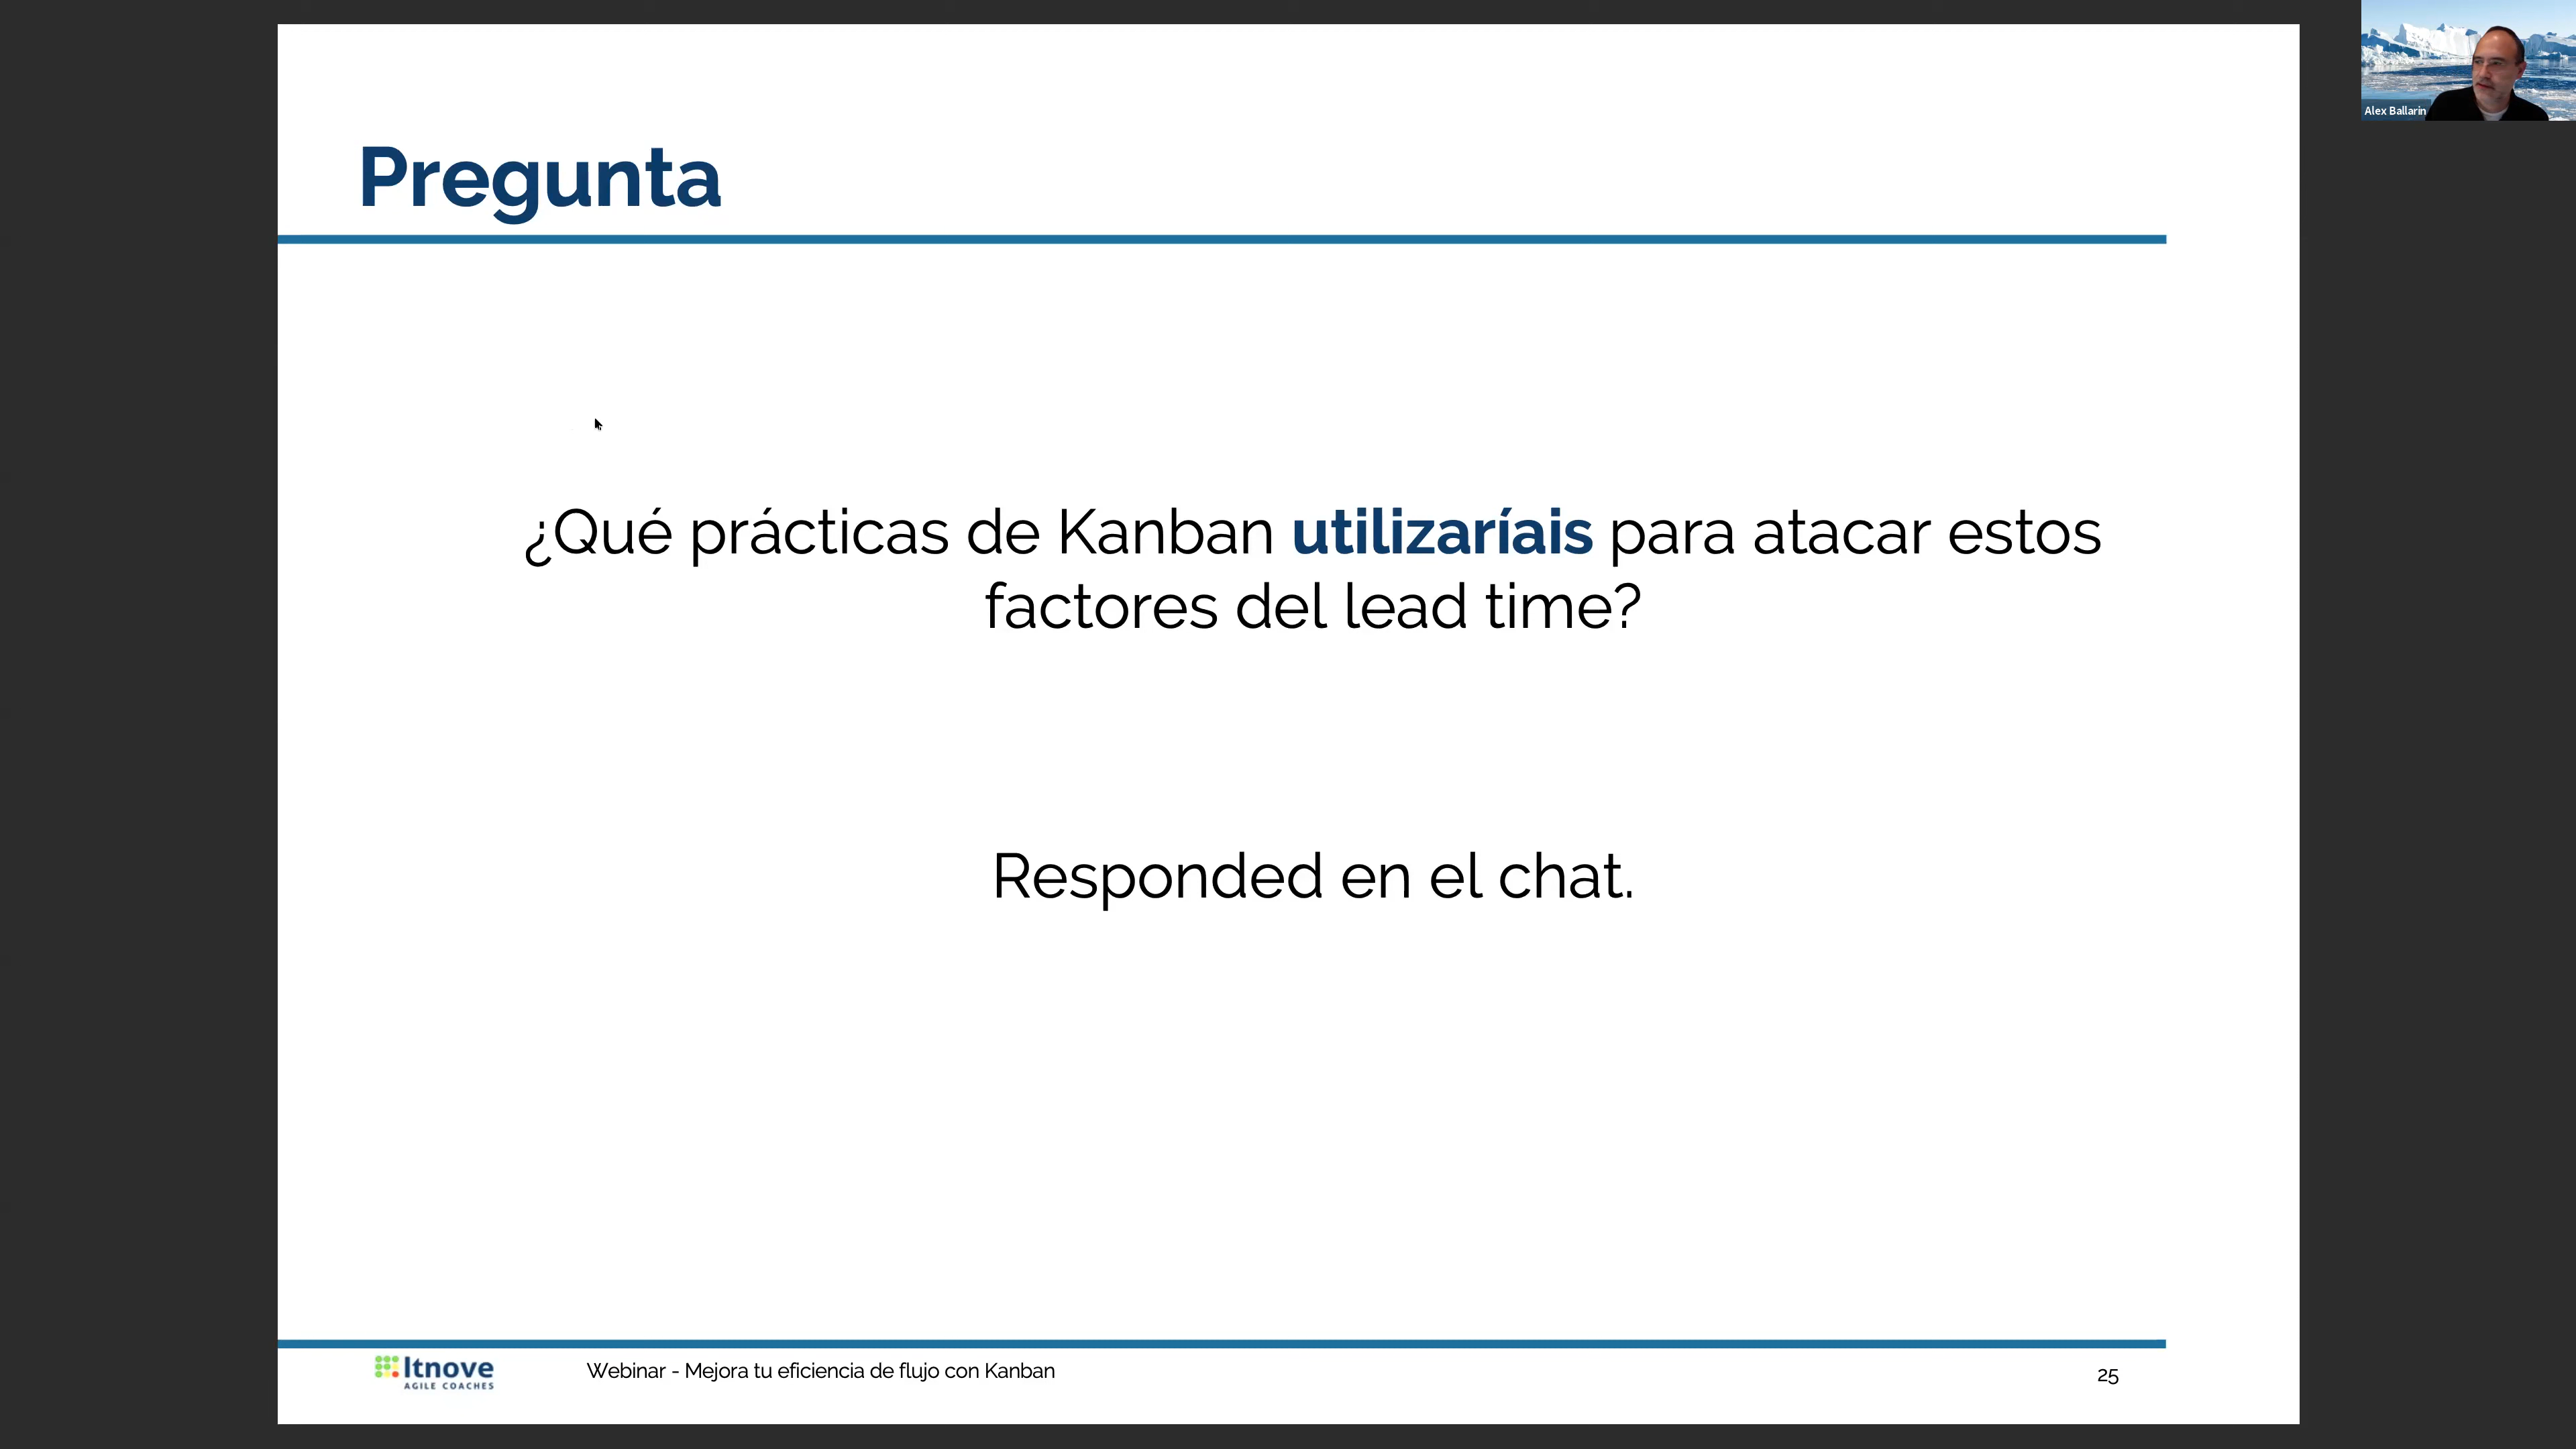 Alex Ballarin
Pregunta
¿Qué prácticas de Kanban utilizaríais para atacar estos
factores del lead time?
Responded en el chat.
Itnove
AGILE COACHES
Webinar - Mejora tu eficiencia de flujo con Kanban
25